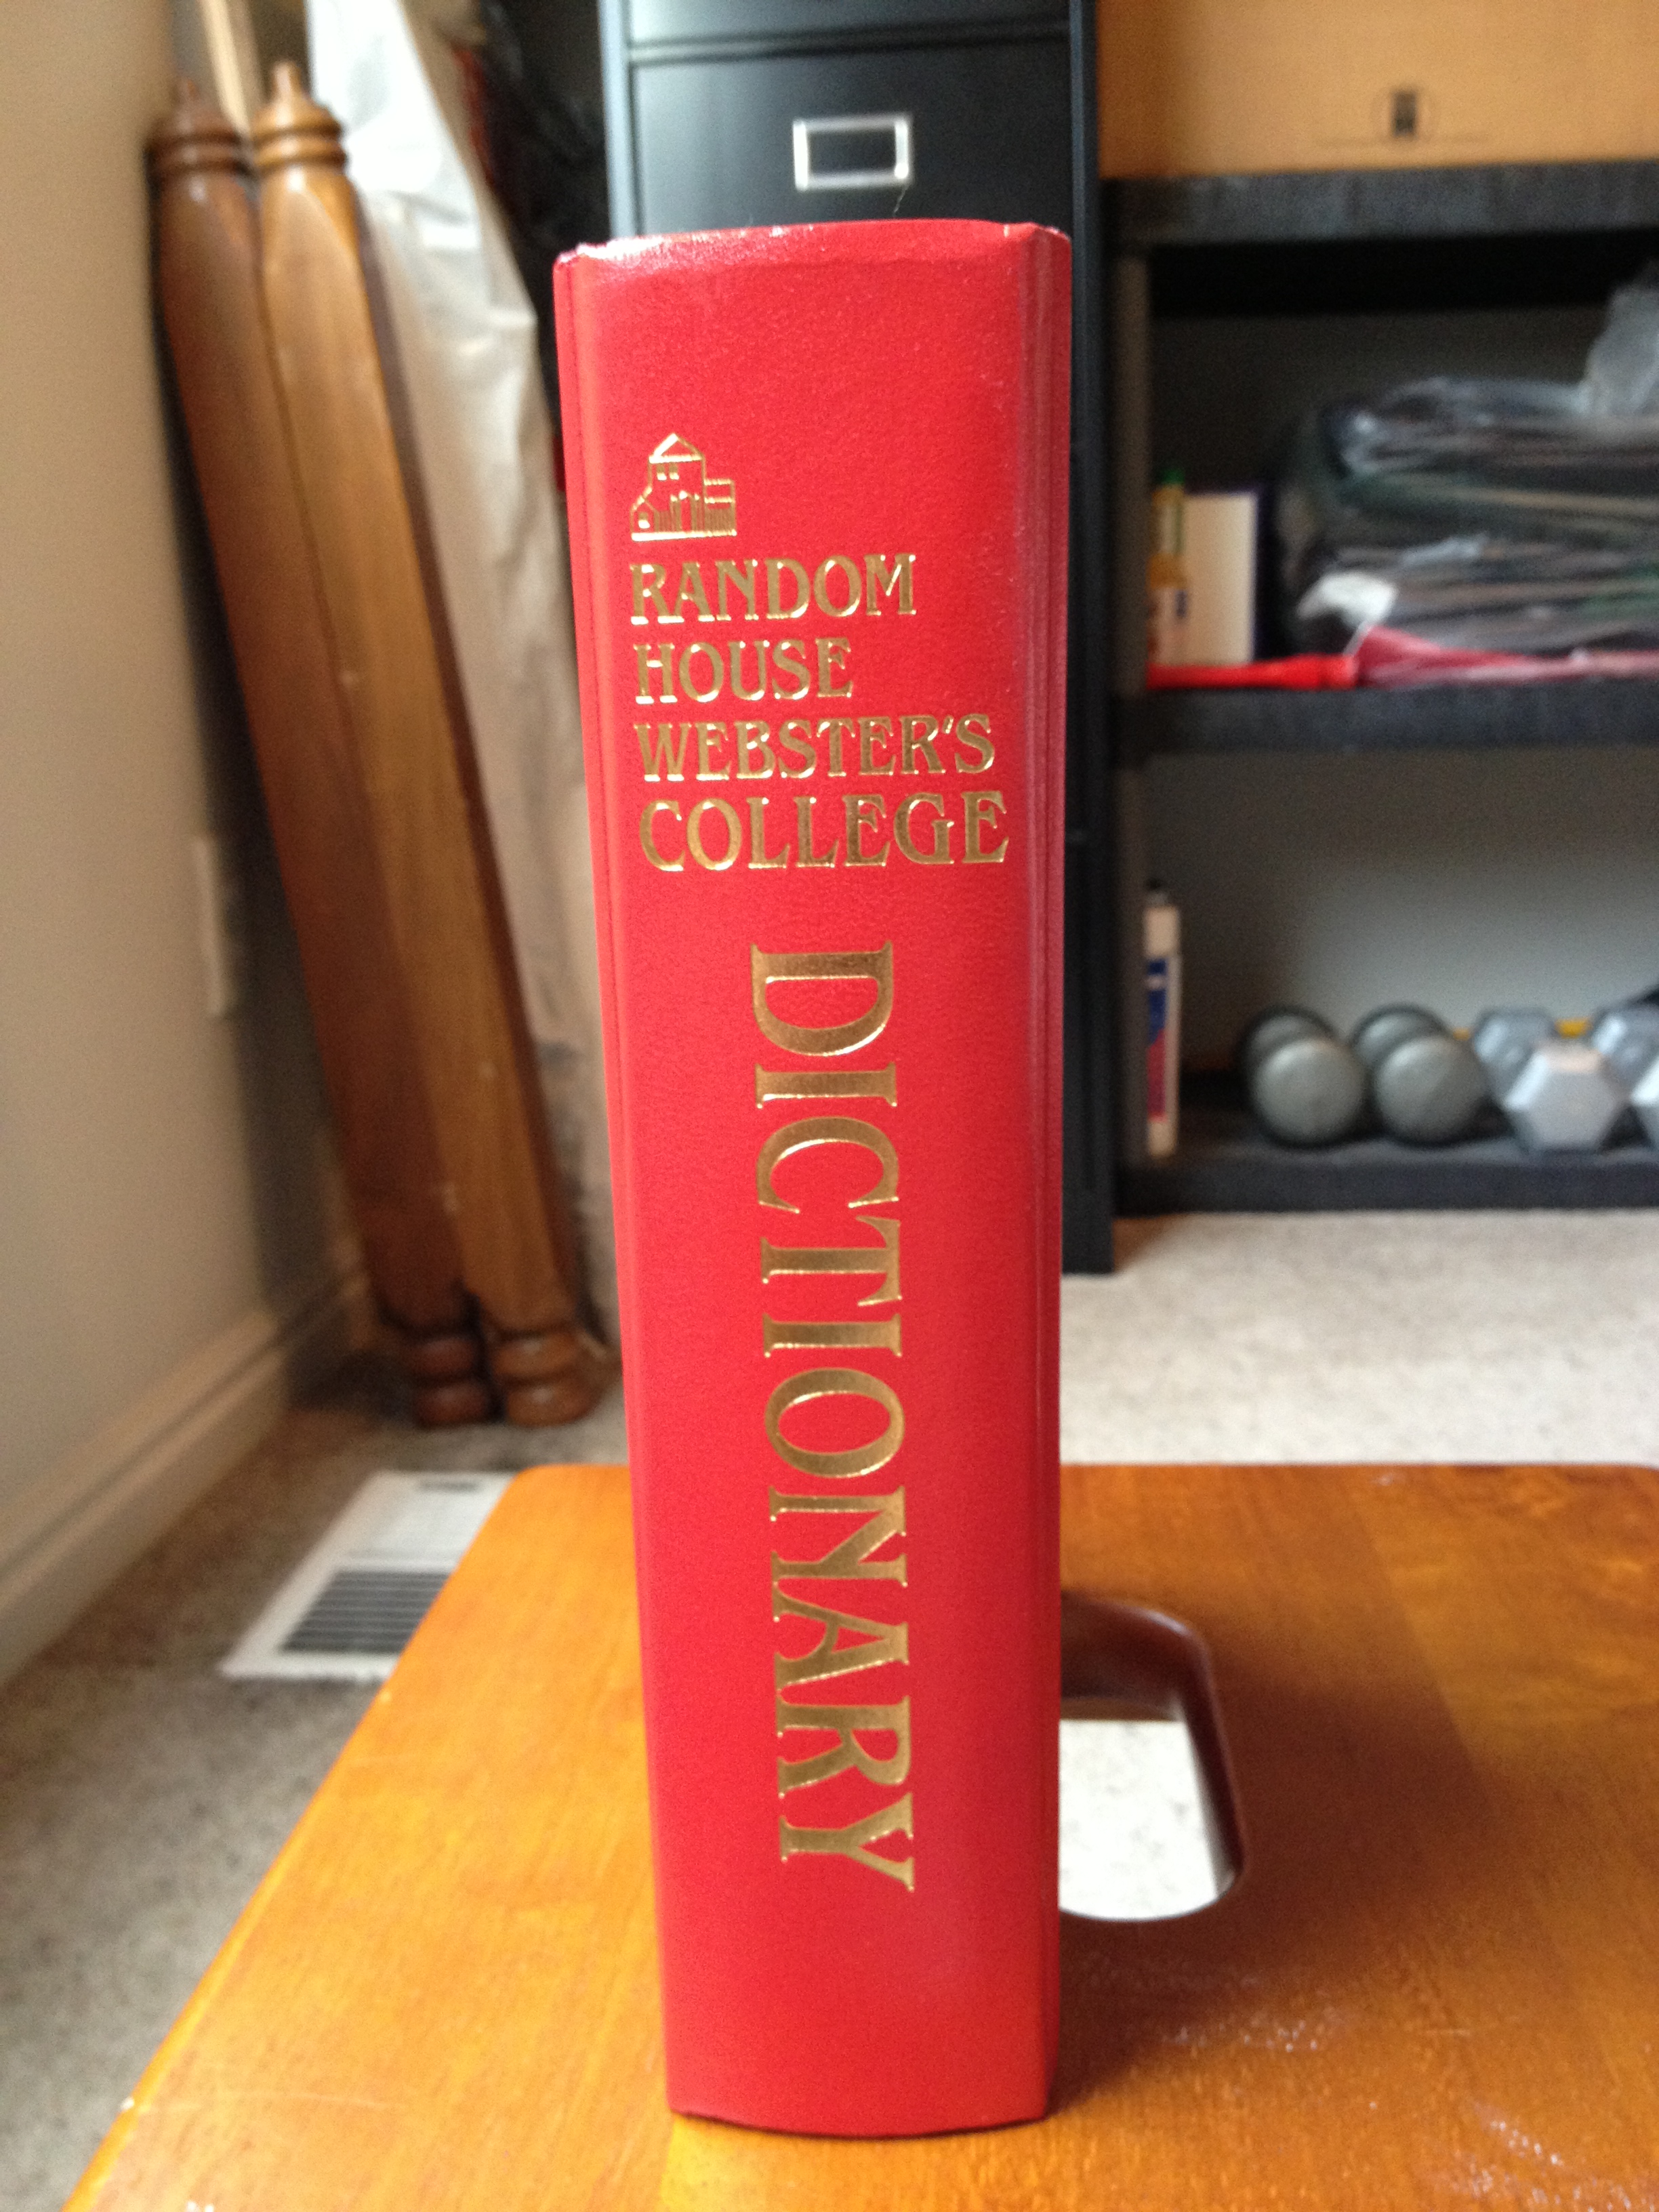 RANDOM
HOUSE
WEBSTER'S
COLLEGE
DICTIONARY